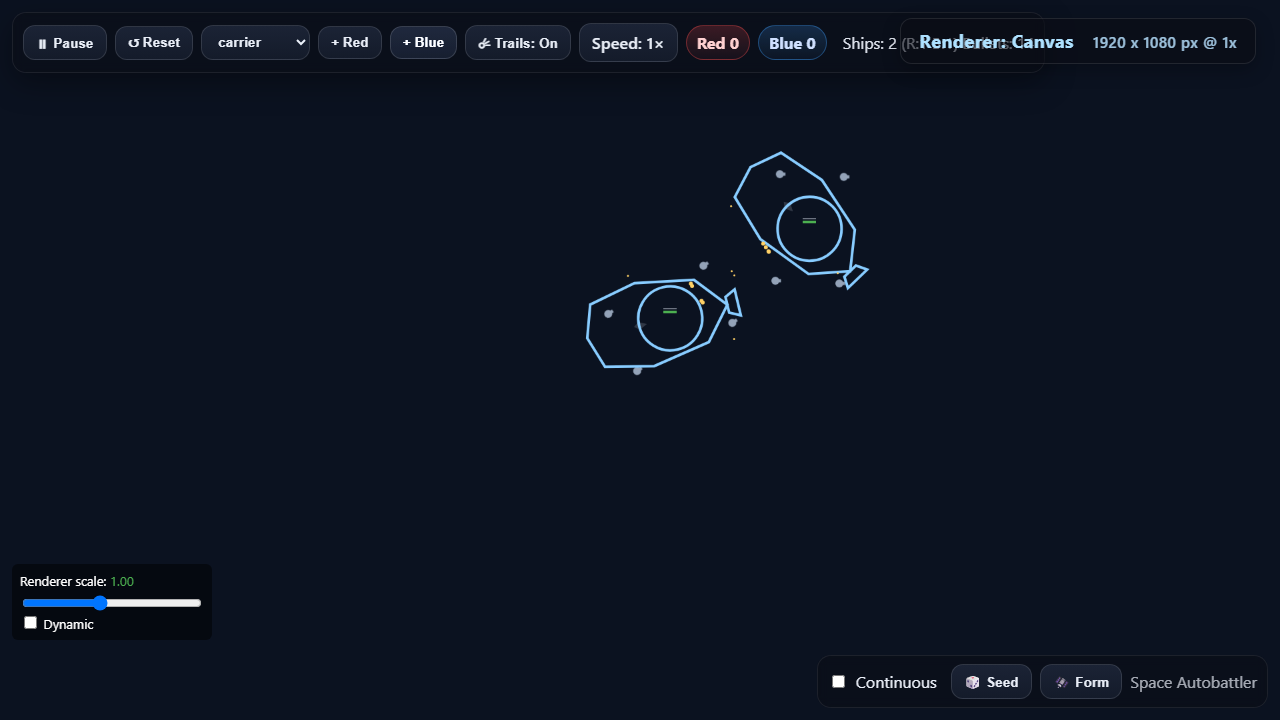 ⏸ Pause
↺ Reset
carrier
+ Red
+ Blue
☄ Trails: On
Speed: 1×
Red 0
Blue 0
Ships: 2 (R:
Renderer: Canvas
1920 x 1080 px @ 1x
Renderer scale: 1.00
Dynamic
Continuous
🎲 Seed
🛰 Form
Space Autobattler